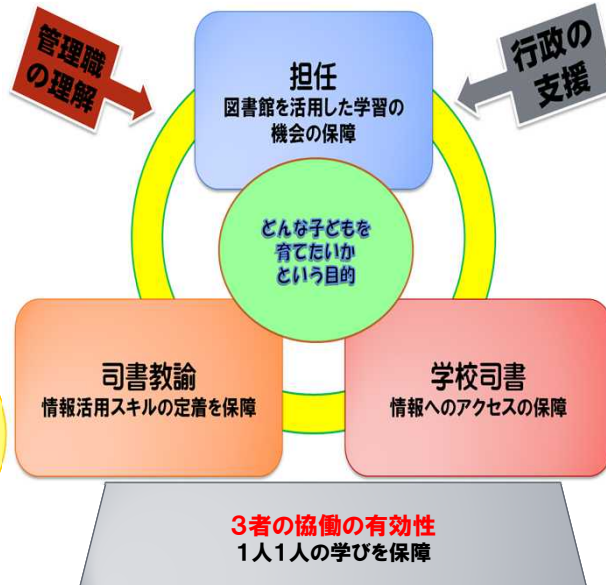 管理職
の理解
行政の
支援
担任
図書館を活用した学習の
機会の保障
どんな子どもを
育てたいか
という目的
司書教諭
情報活用スキルの定着を保障
学校司書
情報へのアクセスの保障
3者の協働の有効性
1人1人の学びを保障